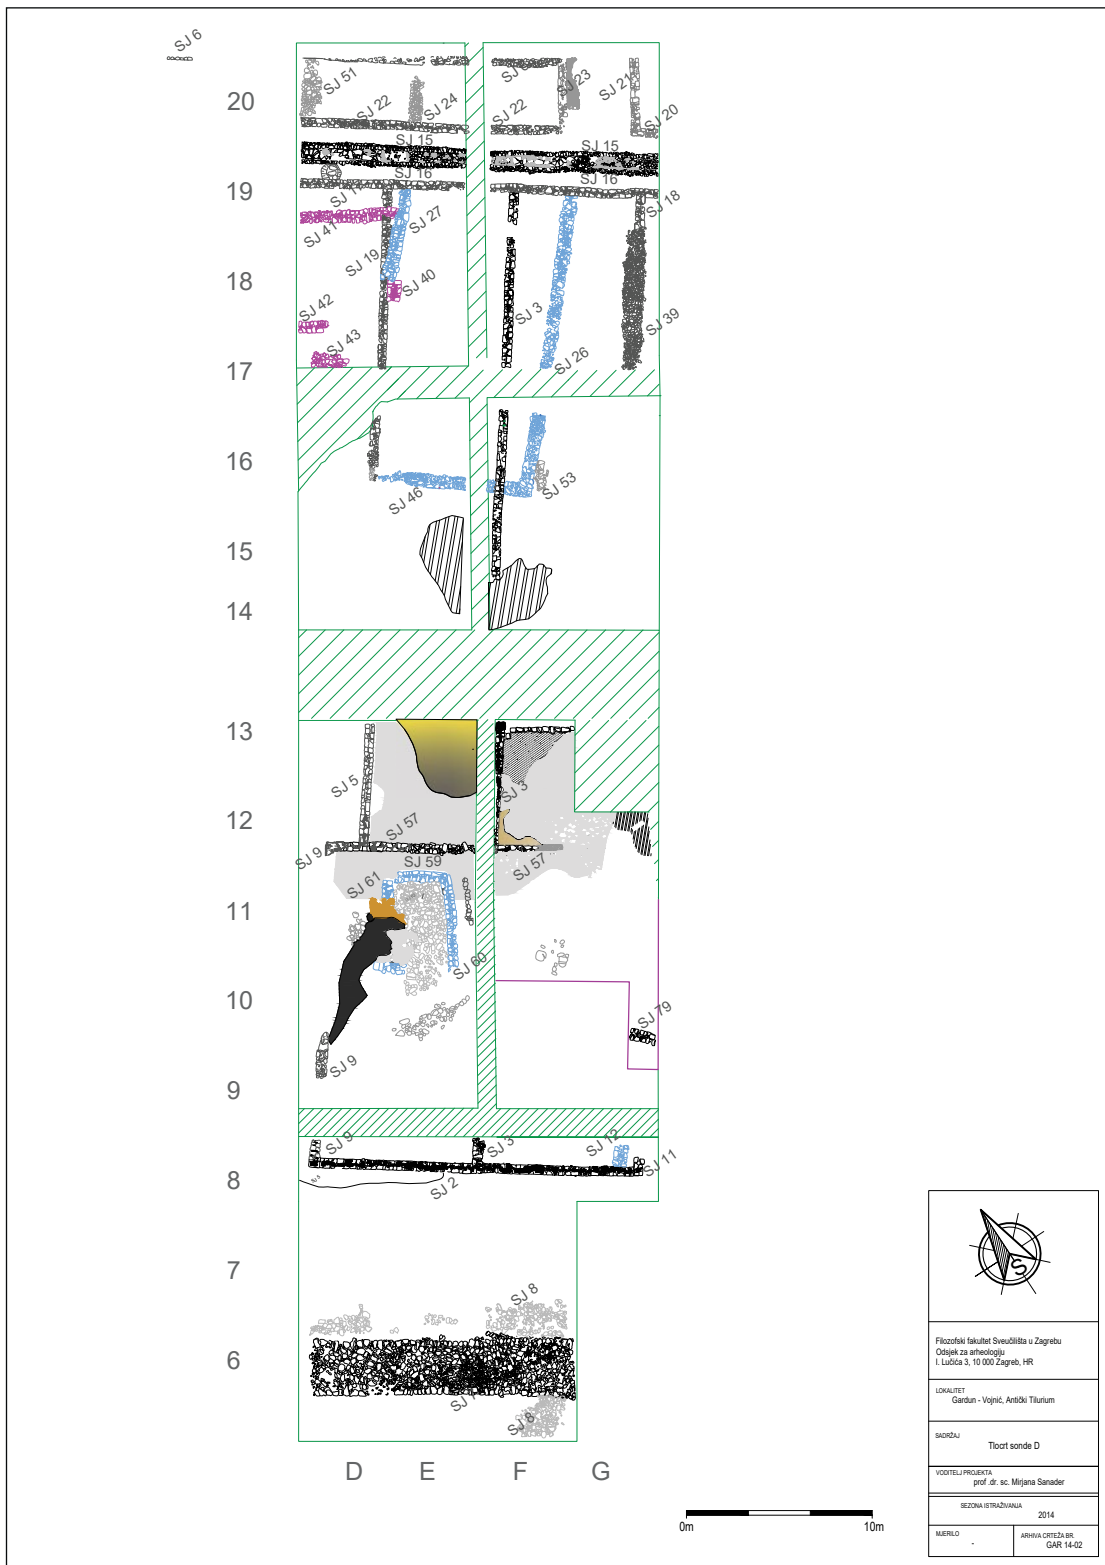 SJ 6
SJ 51
SJ 23
SJ 21
20
SJ 22
SJ 24
SJ 22
SJ 20
SJ 15
SJ 15
SJ 16
SJ 16
19
SJ 41
SJ 27
SJ 18
SJ 19
18
SJ 40
SJ 42
SJ 3
SJ 43
SJ 39
17
SJ 26
16
SJ 46
SJ 53
15
14
13
SJ 5
SJ 3
12
SJ 57
SJ 9
SJ 59
SJ 57
SJ 61
11
SJ 60
10
SJ 79
SJ 9
9
SJ 9
SJ 3
SJ 12
SJ 11
8
SJ 2
7
SJ 8
6
SJ 8
D E F G
0m 10m
S
Filozofski fakultet Sveučilišta u Zagrebu
Odsjek za arheologiju
I. Lučića 3, 10 000 Zagreb, HR
LOKALITET
Gardun - Vojnić, Antički Tilurium
SADRŽAJ
Tlocrt sonde D
VODITELJ PROJEKTA
prof .dr. sc. Mirjana Sanader
SEZONA ISTRAŽIVANJA
2014
MJERILO
-
ARHIVA CRTEŽA BR.
GAR 14-02